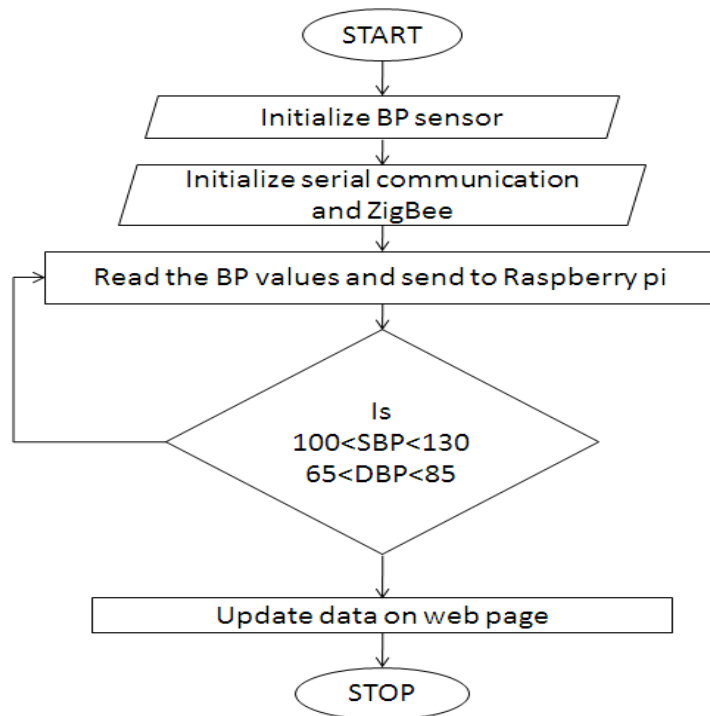 START
Initialize BP sensor
Initialize serial communication
and ZigBee
Read the BP values and send to Raspberry pi
Is
100<SBP<130
65<DBP<85
Update data on web page
STOP